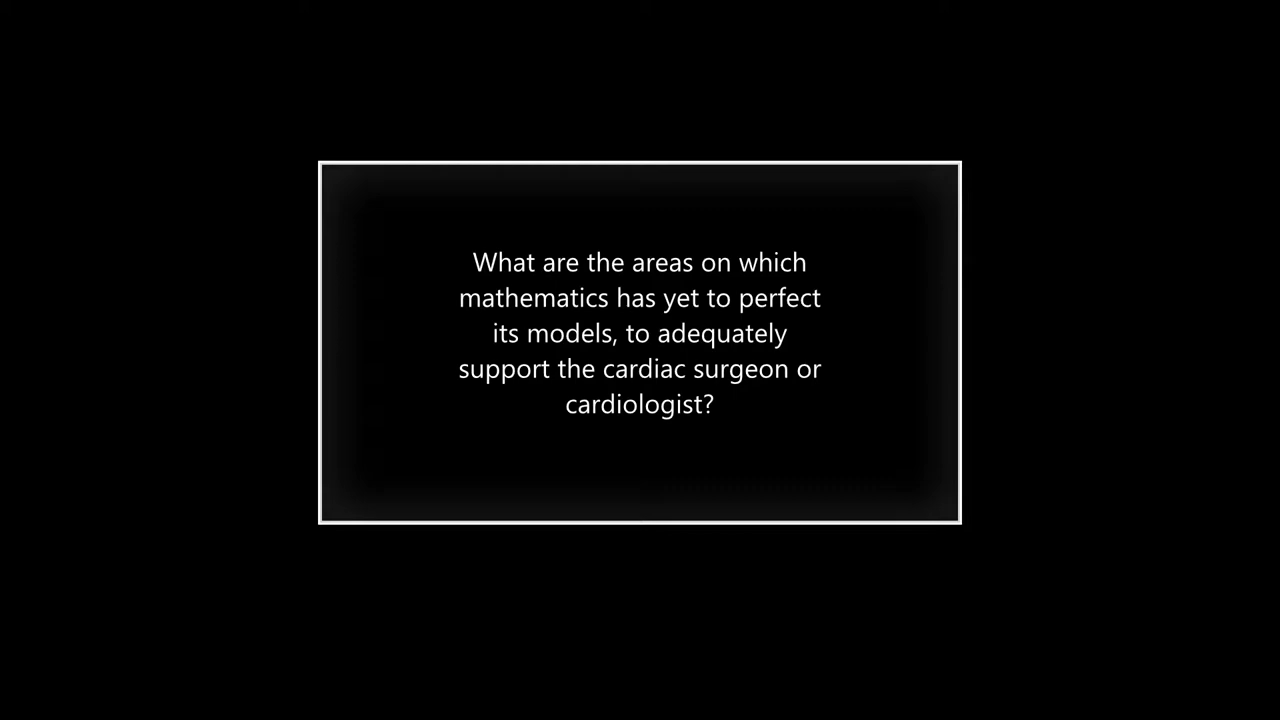 What are the areas on which
mathematics has yet to perfect
its models, to adequately
support the cardiac surgeon or
cardiologist?